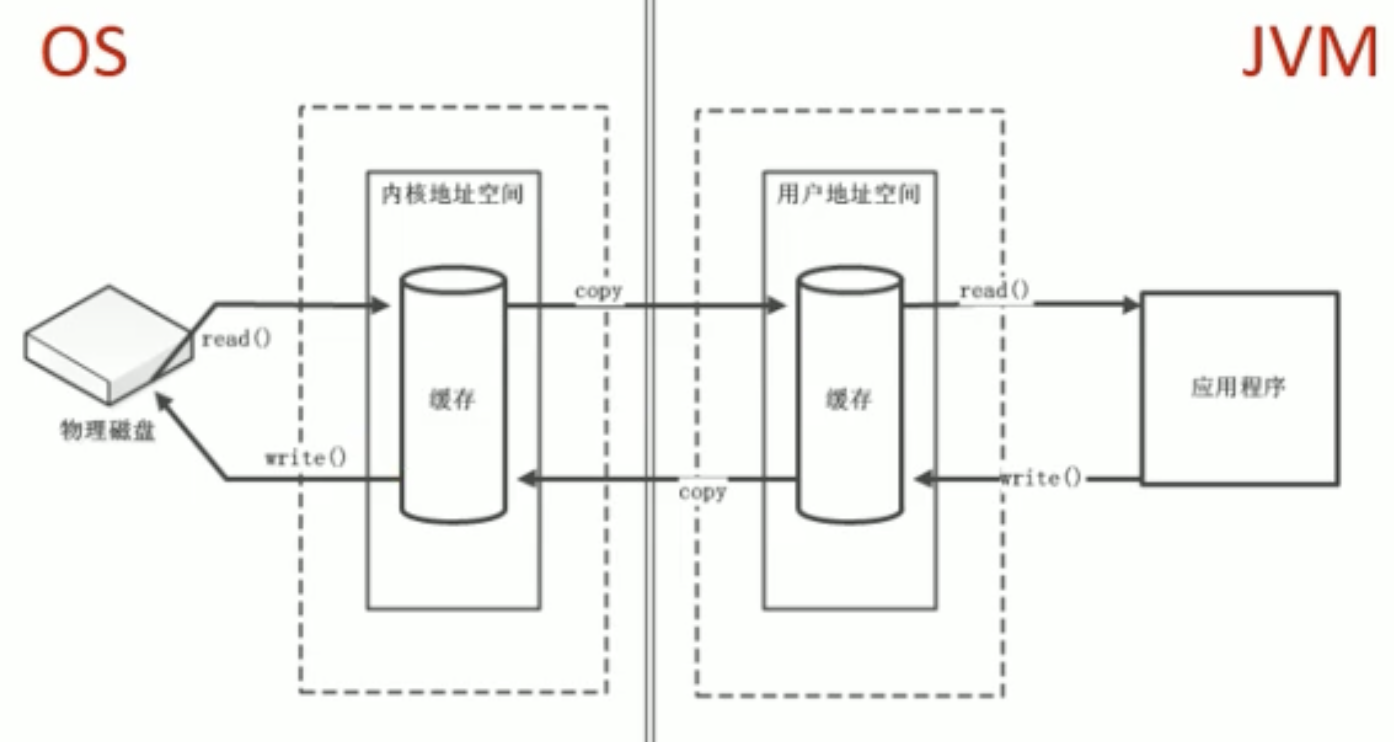 OS
JVM
内核地址空间
用户地址空间
copy
read()
read()
缓存
缓存
应用程序
物理磁盘
write()
copy
write()